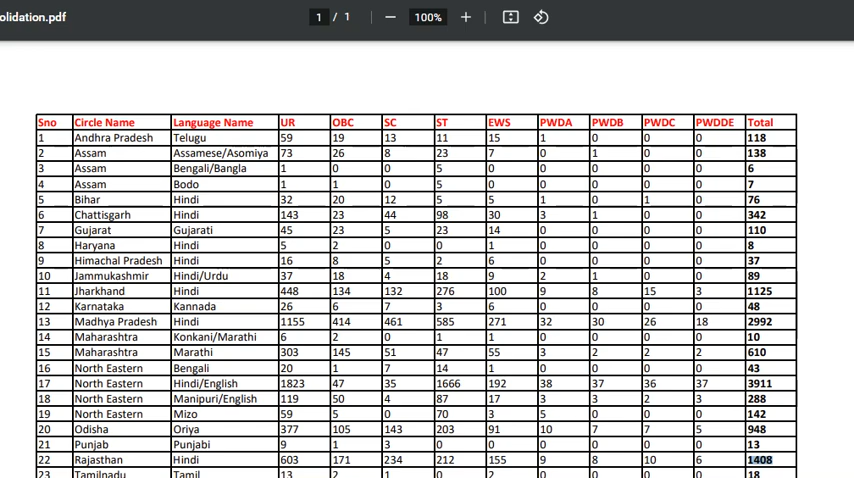 olidation.pdf
1 / 1 100%
Sno Circle Name Language Name UR OBC SC ST EWS PWDA PWDB PWDC PWDDE Total
1 Andhra Pradesh Telugu 59 19 13 11 15 1 0 0 0 118
2 Assam Assamese/Asomiya 73 26 8 23 7 0 1 0 0 138
3 Assam Bengali/Bangla 1 0 0 5 0 0 0 0 0 6
4 Assam Bodo 1 1 0 5 0 0 0 0 0 7
5 Bihar Hindi 32 20 12 5 5 1 0 1 0 76
6 Chattisgarh Hindi 143 23 44 98 30 3 1 0 0 342
7 Gujarat Gujarati 45 23 5 23 14 0 0 0 0 110
8 Haryana Hindi 5 2 0 0 1 0 0 0 0 8
9 Himachal Pradesh Hindi 16 8 5 2 6 0 0 0 0 37
10 Jammukashmir Hindi/Urdu 37 18 4 18 9 2 1 0 0 89
11 Jharkhand Hindi 448 134 132 276 100 9 8 15 3 1125
12 Karnataka Kannada 26 6 7 3 6 0 0 0 0 48
13 Madhya Pradesh Hindi 1155 414 461 585 271 32 30 26 18 2992
14 Maharashtra Konkani/Marathi 6 2 0 1 1 0 0 0 0 10
15 Maharashtra Marathi 303 145 51 47 55 3 2 2 2 610
16 North Eastern Bengali 20 1 7 14 1 0 0 0 0 43
17 North Eastern Hindi/English 1823 47 35 1666 192 38 37 36 37 3911
18 North Eastern Manipuri/English 119 50 4 87 17 3 3 2 3 288
19 North Eastern Mizo 59 5 0 70 3 5 0 0 0 142
20 Odisha Oriya 377 105 143 203 91 10 7 7 5 948
21 Punjab Punjabi 9 1 3 0 0 0 0 0 0 13
22 Rajasthan Hindi 603 171 234 212 155 9 8 10 6 1408
23 Tamilnadu Tamil 13 2 1 0 2 0 0 0 0 18